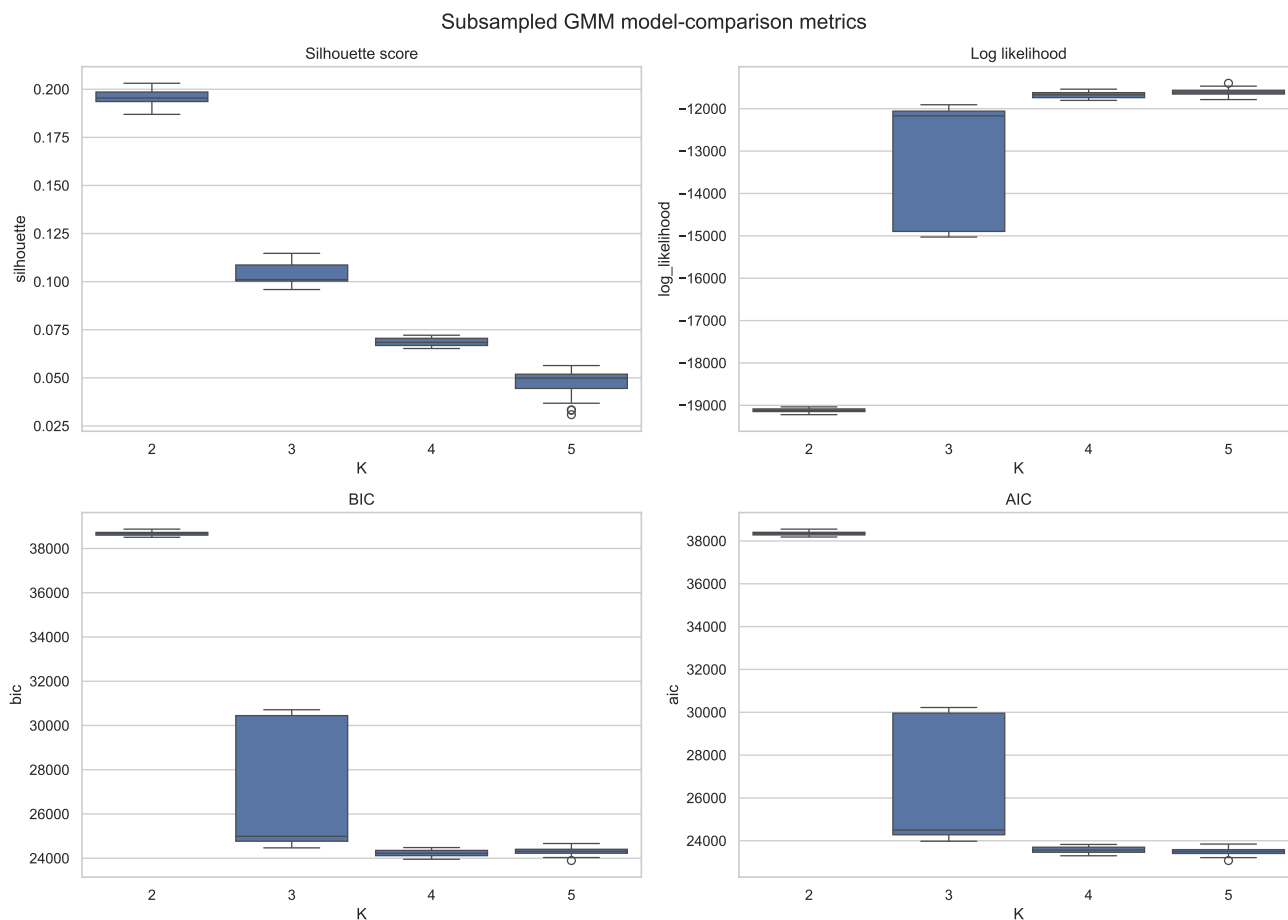 Subsampled GMM model-comparison metrics
Silhouette score
0.200
0.175
0.150
0.125
0.100
0.075
0.050
0.025
silhouette
2 3 4 5
K
Log likelihood
−12000
−13000
−14000
−15000
−16000
−17000
−18000
−19000
log_likelihood
2 3 4 5
K
BIC
38000
36000
34000
32000
30000
28000
26000
24000
bic
2 3 4 5
K
AIC
38000
36000
34000
32000
30000
28000
26000
24000
aic
2 3 4 5
K